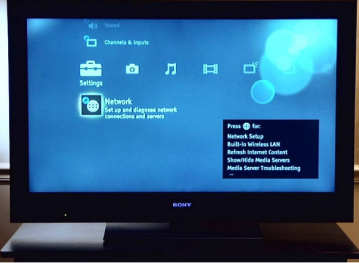 Sound
Channels & Inputs
Settings
Network
Set up and diagnose network
connections and servers
Press for:
Network Setup
Built-in Wireless LAN
Refresh Internet Content
Show/Hide Media Servers
Media Server Troubleshooting
...
SONY